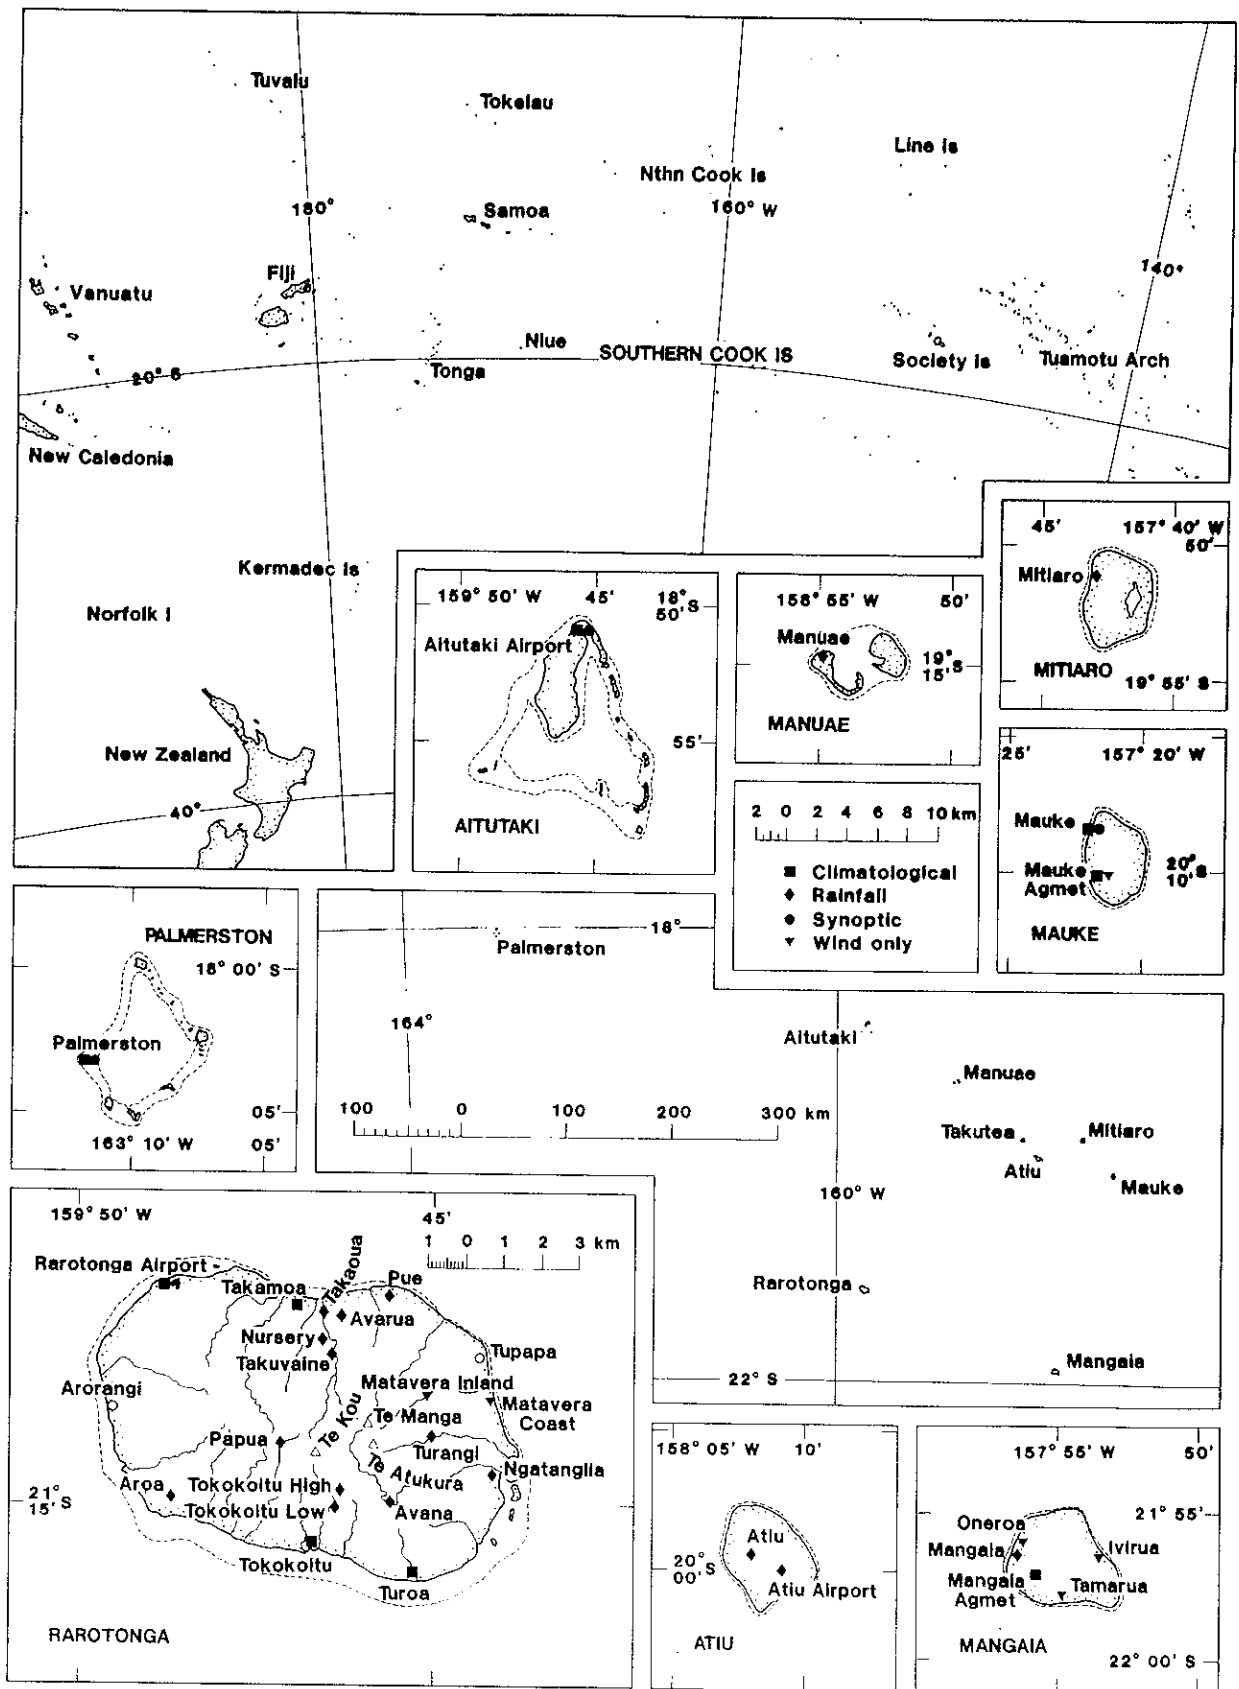 Tuvalu
Tokelau
Line is
Nthn Cook Is
180°
Samoa
160° W
Fiji
140°
Vanuatu
Niue
SOUTHERN COOK IS
20° S
Tonga
Society is
Tuamotu Arch
New Caledonia
Kermadec is
Norfolk I
New Zealand
40°
159° 50' W
45'
18°
50' S
Aitutaki Airport
55'
AITUTAKI
158° 55' W
50'
Manuae
19°
15' S
MANUAE
45'
157° 40' W
50'
Mitiaro
MITIARO
19° 55' S
25'
157° 20' W
Mauke
Mauke
Agmet
20°
10' S
MAUKE
2 0 2 4 6 8 10 km
Climatological
Rainfall
Synoptic
Wind only
PALMERSTON
18° 00' S
Palmerston
05'
163° 10' W
05'
18°
Palmerston
164°
Aitutaki
Manuae
100 0 100 200 300 km
Takutea
Mitiaro
Atiu
160° W
Mauke
Rarotonga
Mangaia
22° S
159° 50' W
45'
1 0 1 2 3 km
Rarotonga Airport
Takamoa
Takaoua
Pue
Avarua
Nursery
Takuvaine
Tupapa
Matavera Inland
Arorangi
Matavera
Coast
Te Kou
Te Manga
Papua
Turangi
Te Atukura
Ngatangiia
Aroa
Tokokoitu High
21°
15' S
Tokokoitu Low
Avana
Tokokoitu
Turoa
RAROTONGA
158° 05' W
10'
Atiu
20°
00' S
Atiu Airport
ATIU
157° 55' W
50'
21° 55'
Oneroa
Mangaia
Ivirua
Mangaia
Agmet
Tamarua
MANGAIA
22° 00' S